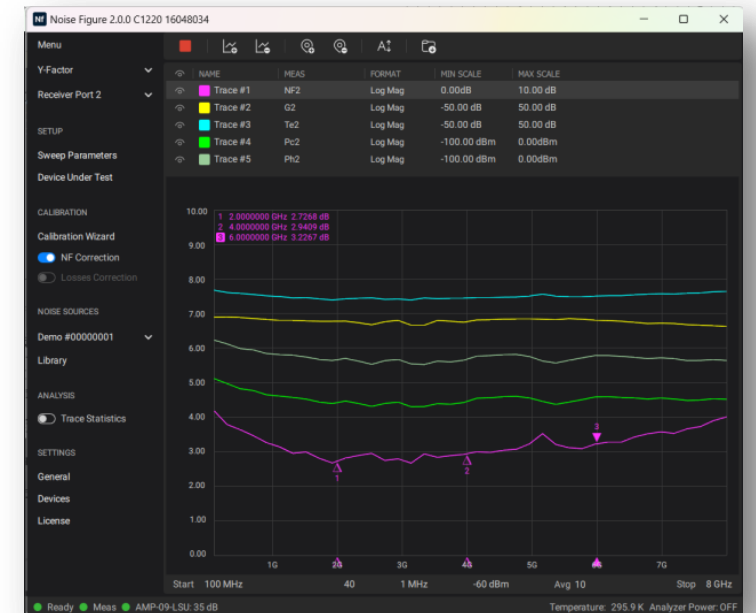 NF Noise Figure 2.0.0 C1220 16048034
Menu
Y-Factor
Receiver Port 2
SETUP
Sweep Parameters
Device Under Test
CALIBRATION
Calibration Wizard
NF Correction
Losses Correction
NOISE SOURCES
Demo #00000001
Library
ANALYSIS
Trace Statistics
SETTINGS
General
Devices
License
NAME MEAS FORMAT MIN SCALE MAX SCALE
Trace #1 NF2 Log Mag 0.00dB 10.00 dB
Trace #2 G2 Log Mag -50.00 dB 50.00 dB
Trace #3 Te2 Log Mag -50.00 dB 50.00 dB
Trace #4 Pc2 Log Mag -100.00 dBm 0.00dBm
Trace #5 Ph2 Log Mag -100.00 dBm 0.00dBm
1 2.0000000 GHz 2.7268 dB
2 4.0000000 GHz 2.9409 dB
3 6.0000000 GHz 3.2267 dB
10.00
9.00
8.00
7.00
6.00
5.00
4.00
3.00
2.00
1.00
0.00
1
2
3
1G 2G 3G 4G 5G 6G 7G
Start 100 MHz 40 1 MHz -60 dBm Avg 10 Stop 8 GHz
Ready Meas AMP-09-LSU: 35 dB Temperature: 295.9 K Analyzer Power: OFF